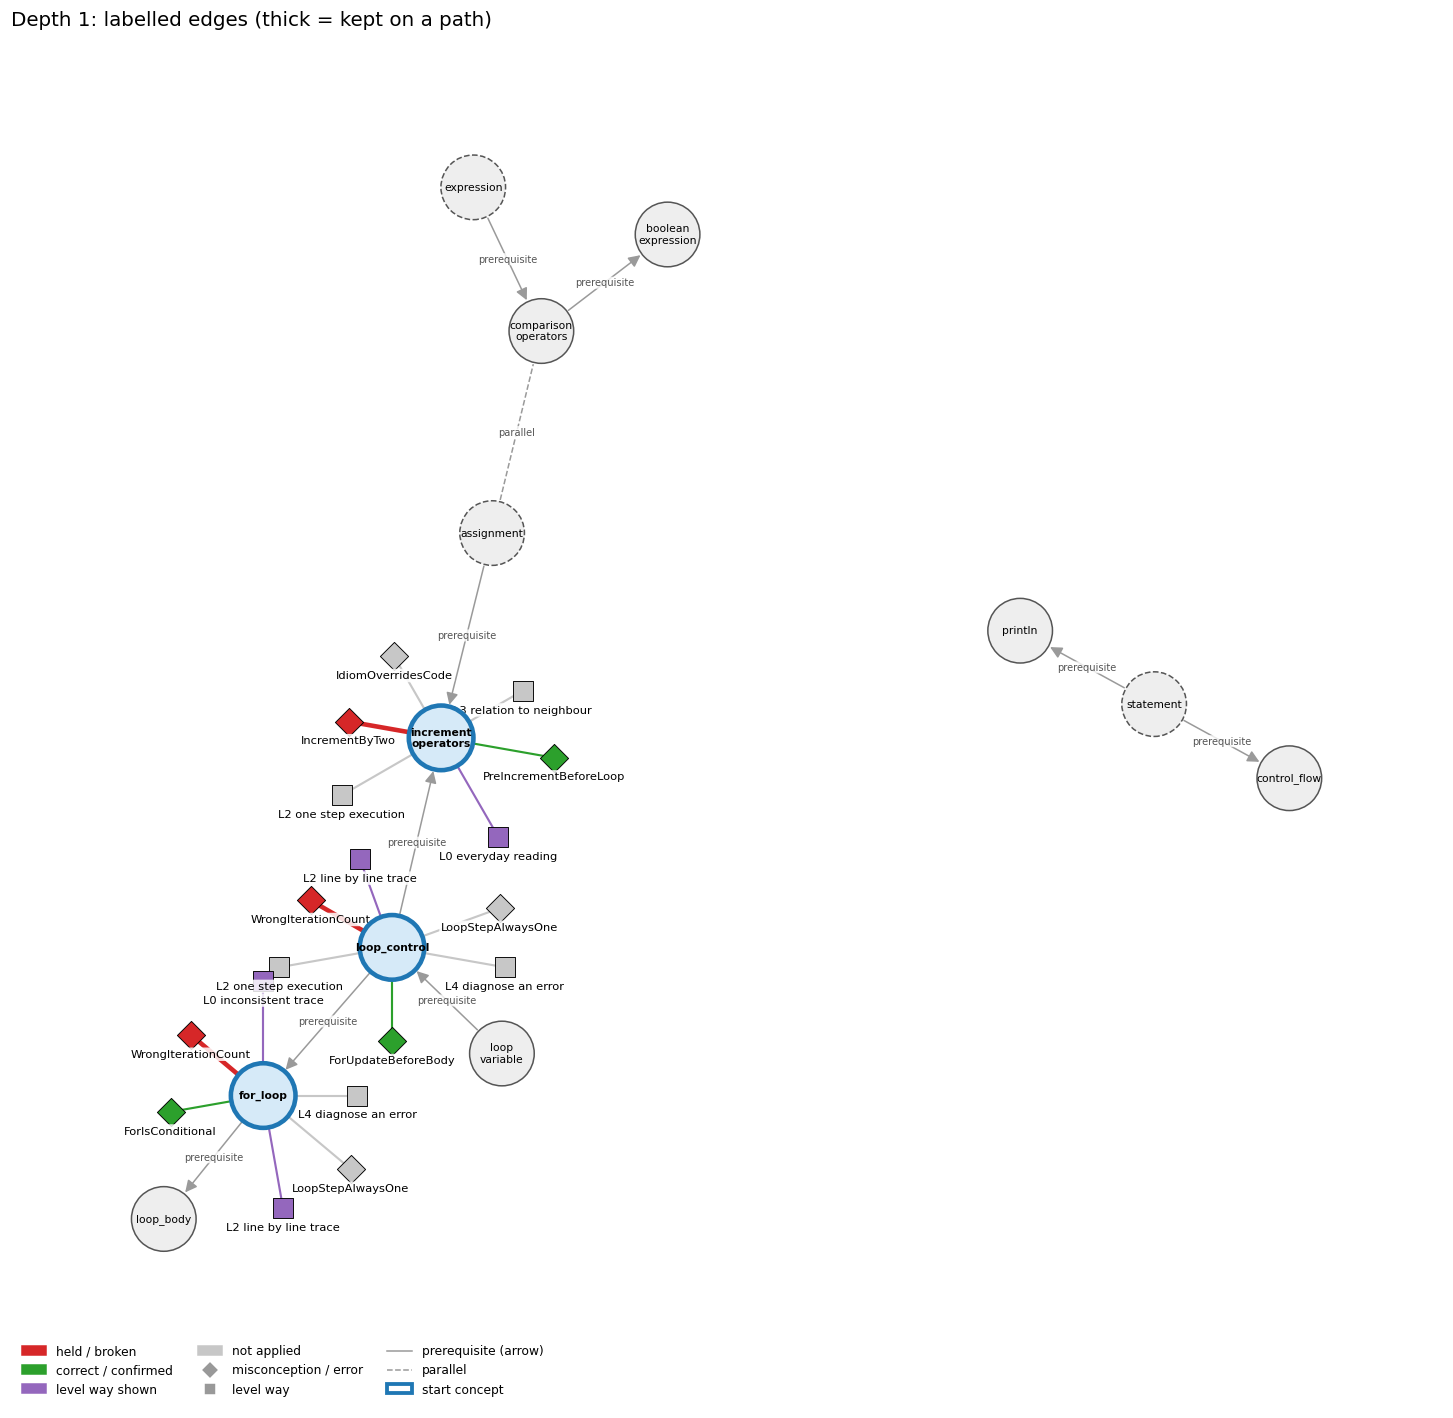 Depth 1: labelled edges (thick = kept on a path)
expression
boolean
expression
prerequisite
prerequisite
comparison
operators
parallel
assignment
prerequisite
println
prerequisite
statement
prerequisite
control_flow
IdiomOverridesCode
3 relation to neighbour
IncrementByTwo
increment
operators
PreIncrementBeforeLoop
L2 one step execution
prerequisite
L0 everyday reading
L2 line by line trace
WrongIterationCount
LoopStepAlwaysOne
loop_control
L2 one step execution
L4 diagnose an error
L0 inconsistent trace
prerequisite
prerequisite
loop
variable
WrongIterationCount
ForUpdateBeforeBody
for_loop
L4 diagnose an error
ForIsConditional
prerequisite
LoopStepAlwaysOne
loop_body
L2 line by line trace
held / broken
correct / confirmed
level way shown
not applied
misconception / error
level way
prerequisite (arrow)
parallel
start concept